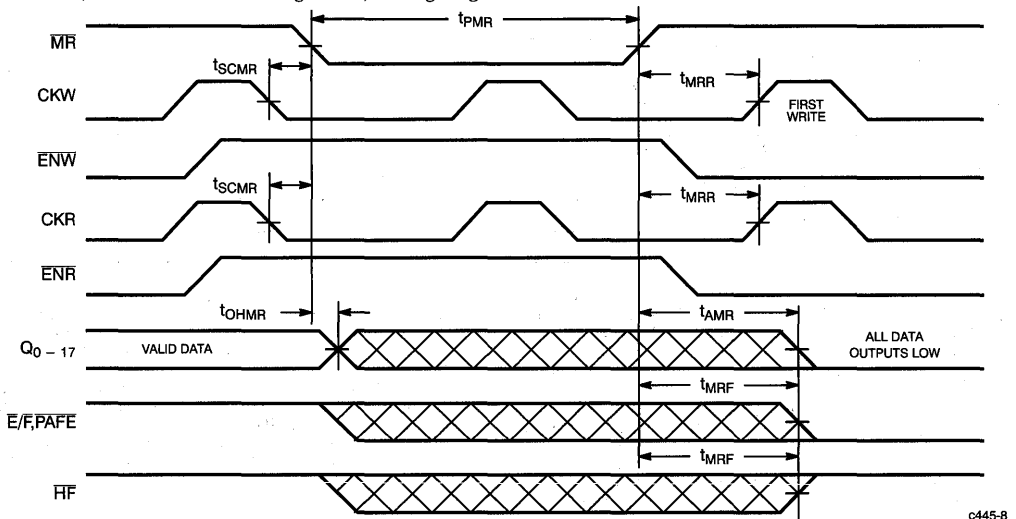 tPMR
MR
tSCMR
tMRR
CKW
FIRST
WRITE
ENW
tSCMR
tMRR
CKR
ENR
tOHMR
tAMR
Q0 – 17
VALID DATA
ALL DATA
OUTPUTS LOW
tMRF
E/F,PAFE
tMRF
HF
c445-8